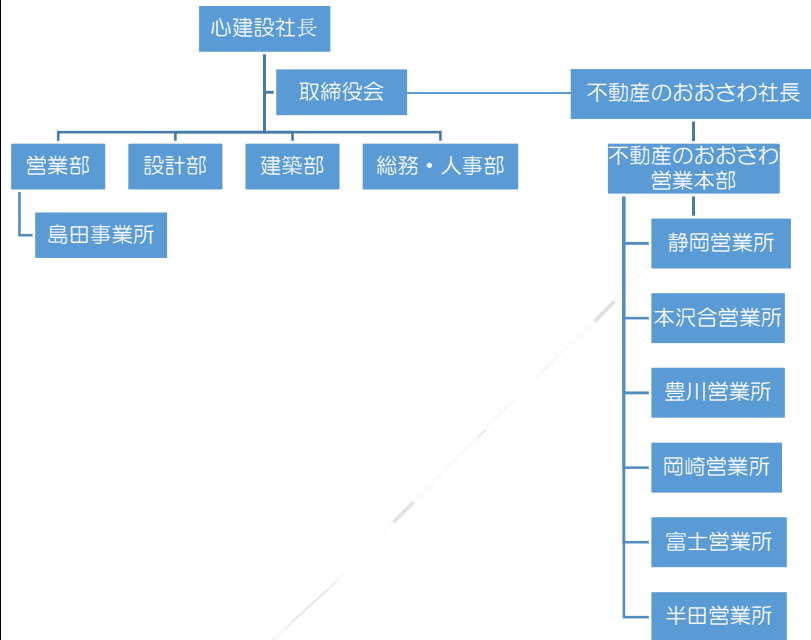 心建設社長
取締役会
不動産のおおさわ社長
営業部
設計部
建築部
総務・人事部
不動産のおおさわ
営業本部
島田事業所
静岡営業所
本沢合営業所
豊川営業所
岡崎営業所
富士営業所
半田営業所